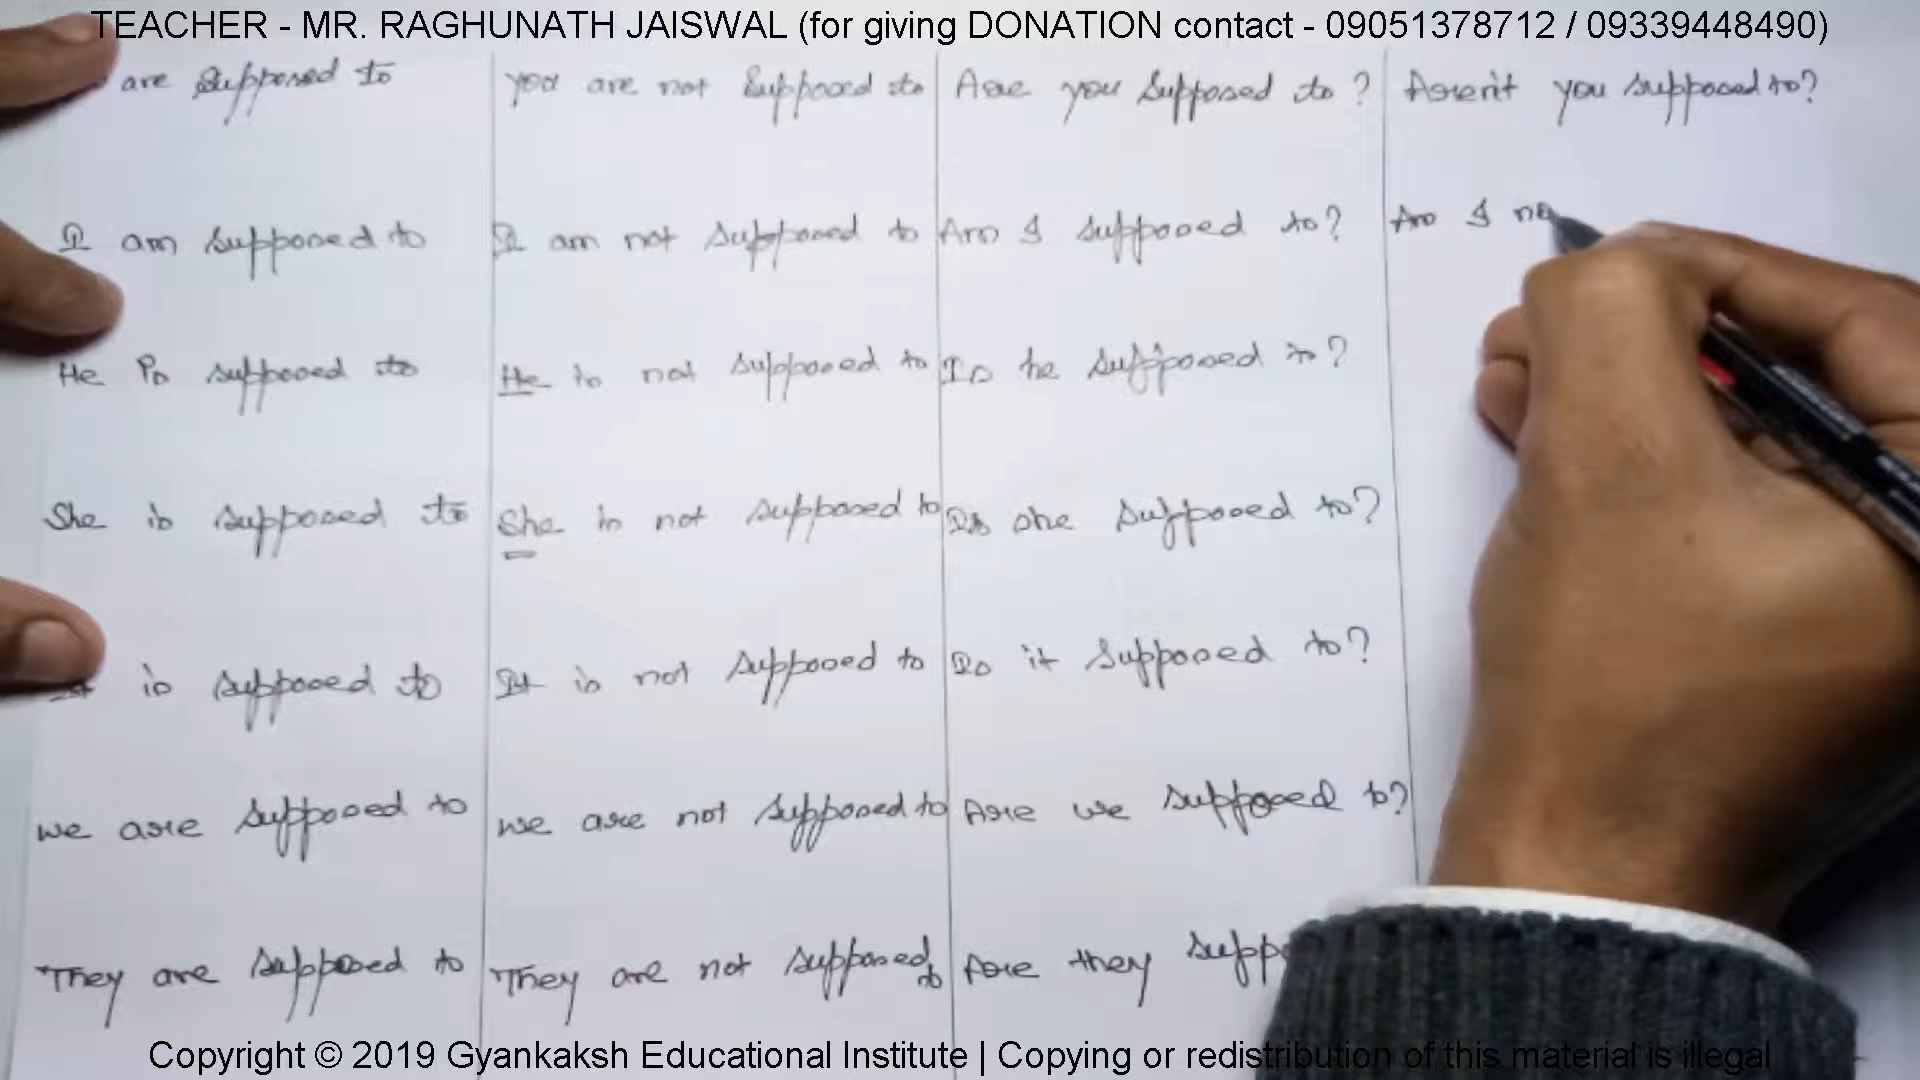 TEACHER - MR. RAGHUNATH JAISWAL (for giving DONATION contact - 09051378712 / 09339448490)
are supposed to | you are not supposed to | Are you supposed to? | Aren't you supposed to?
I am supposed to | I am not supposed to | Am I supposed to? | Am I no
He is supposed to | He is not supposed to | Is he supposed to?
She is supposed to | She is not supposed to | Is she supposed to?
It is supposed to | It is not supposed to | Is it supposed to?
we are supposed to | we are not supposed to | Are we supposed to?
They are supposed to | They are not supposed to | Are they supp
Copyright © 2019 Gyankaksh Educational Institute | Copying or redistribution of this material is illegal